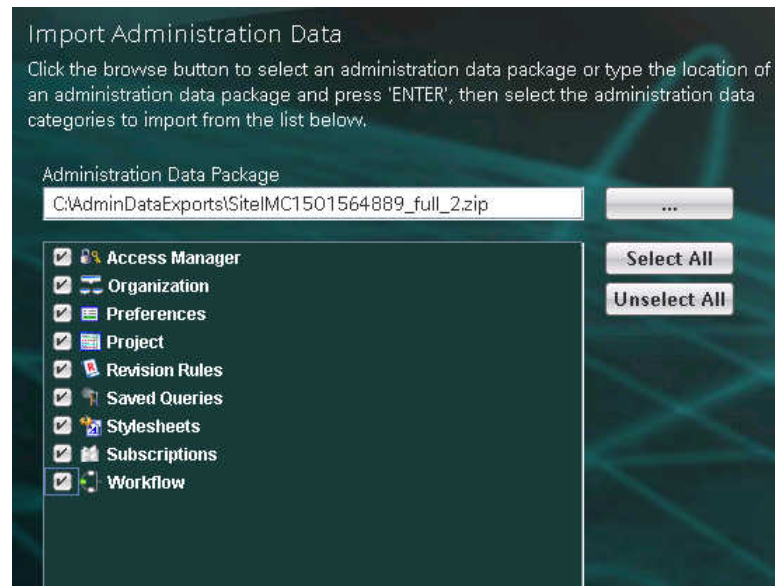 Import Administration Data
Click the browse button to select an administration data package or type the location of
an administration data package and press 'ENTER', then select the administration data
categories to import from the list below.
Administration Data Package
C:\AdminDataExports\SiteIMC1501564889_full_2.zip
...
Access Manager
Select All
Organization
Unselect All
Preferences
Project
Revision Rules
Saved Queries
Stylesheets
Subscriptions
Workflow